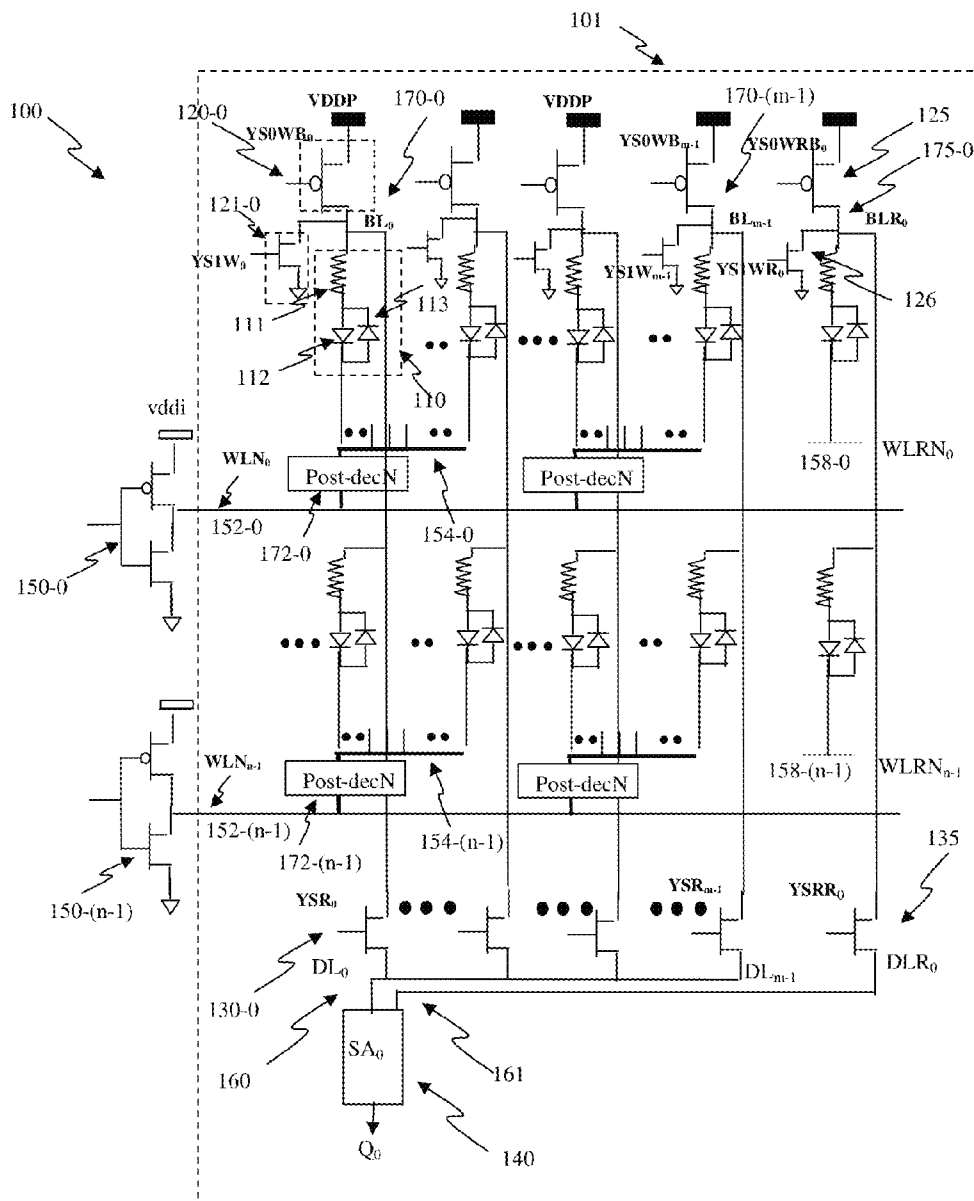 101
100
120-0
VDDP
170-0
VDDP
170-(m-1)
125
YS0WB0
YS0WBm-1
YS0WRB0
175-0
121-0
BL0
BLm-1
BLR0
YS1W0
YS1Wm-1
YS1WR0
111
113
126
112
110
vddi
WLN0
Post-decN
Post-decN
158-0
WLRN0
152-0
172-0
154-0
150-0
WLNn-1
Post-decN
Post-decN
158-(n-1)
WLRNn-1
152-(n-1)
172-(n-1)
154-(n-1)
150-(n-1)
YSR0
YSRm-1
YSRR0
135
DL0
DLm-1
DLR0
130-0
160
SA0
161
Q0
140